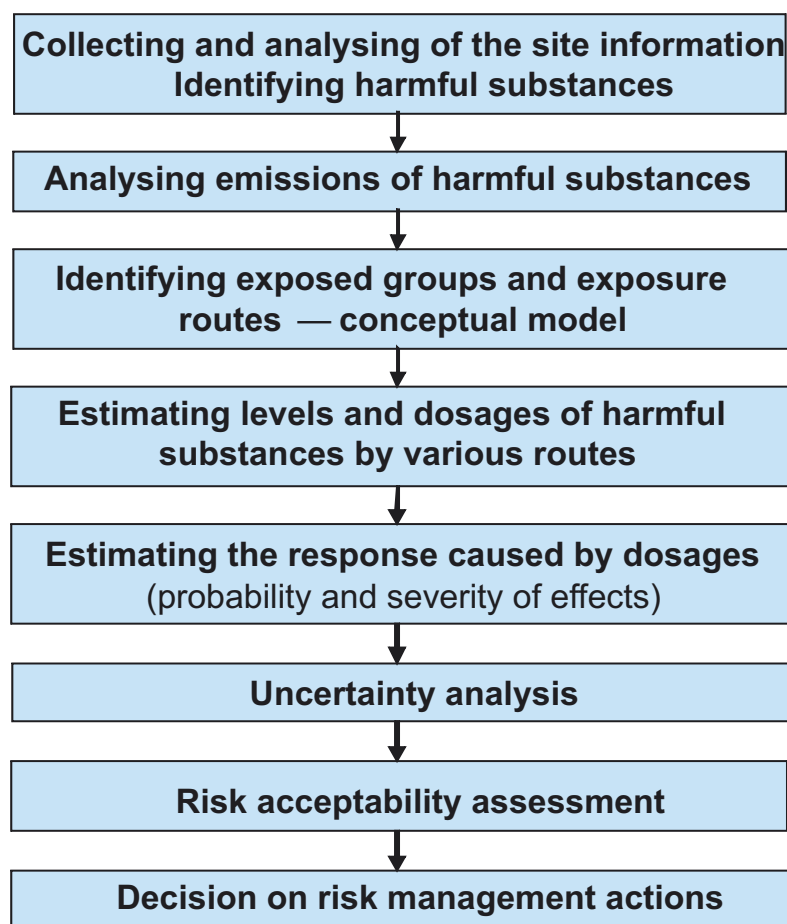 Collecting and analysing of the site information
Identifying harmful substances
Analysing emissions of harmful substances
Identifying exposed groups and exposure
routes — conceptual model
Estimating levels and dosages of harmful
substances by various routes
Estimating the response caused by dosages
(probability and severity of effects)
Uncertainty analysis
Risk acceptability assessment
Decision on risk management actions